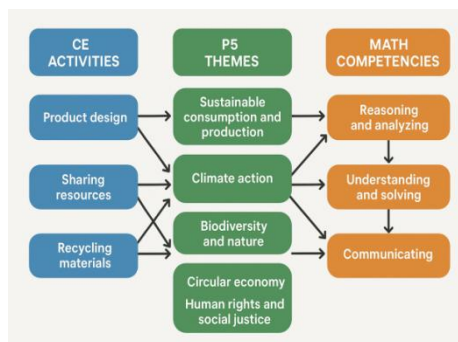 CE
ACTIVITIES
P5
THEMES
MATH
COMPETENCIES
Product design
Sustainable
consumption and
production
Reasoning
and analyzing
Sharing
resources
Climate action
Understanding
and solving
Recycling
materials
Biodiversity
and nature
Communicating
Circular economy
Human rights and
social justice